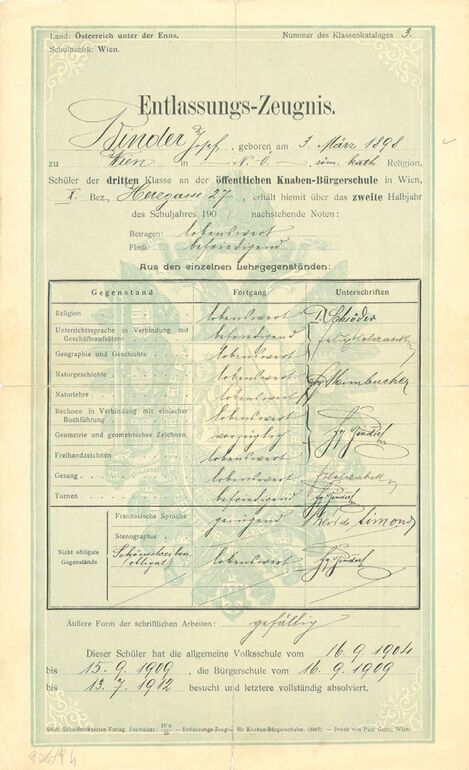 Land: Österreich unter der Enns. Nummer des Klassenkataloges 3.
Schulbezirk: Wien.
Entlassungs-Zeugnis.
Binder Josef, geboren am 3. März 1898
zu Wien in N. Ö., röm. kath Religion,
Schüler der dritten Klasse an der öffentlichen Knaben-Bürgerschule in Wien,
X. Bez., Herzgasse 27, erhält hiemit über das zweite Halbjahr
des Schuljahres 190 / nachstehende Noten:
Betragen: lobenswert
Fleiß: befriedigend
Aus den einzelnen Lehrgegenständen:
Gegenstand Fortgang Unterschriften
Religion lobenswert
Unterrichtssprache in Verbindung mit
Geschäftsaufsätzen befriedigend
Geographie und Geschichte lobenswert
Naturgeschichte lobenswert
Naturlehre lobenswert
Rechnen in Verbindung mit einfacher
Buchführung lobenswert
Geometrie und geometrisches Zeichnen vorzüglich
Freihandzeichnen lobenswert
Gesang lobenswert
Turnen befriedigend
Nicht obligate
Gegenstände
Französische Sprache genügend
Stenographie
Schönschreiben
(obligat) lobenswert
Äußere Form der schriftlichen Arbeiten: gefällig
Dieser Schüler hat die allgemeine Volksschule vom 16. 9. 1904
bis 15. 9. 1909, die Bürgerschule vom 16. 9. 1909
bis 13. 7. 1912 besucht und letztere vollständig absolviert.
Entlassungs-Zeugnis für Knaben-Bürgerschulen. (1907) — Druck von Paul Gerin, Wien.